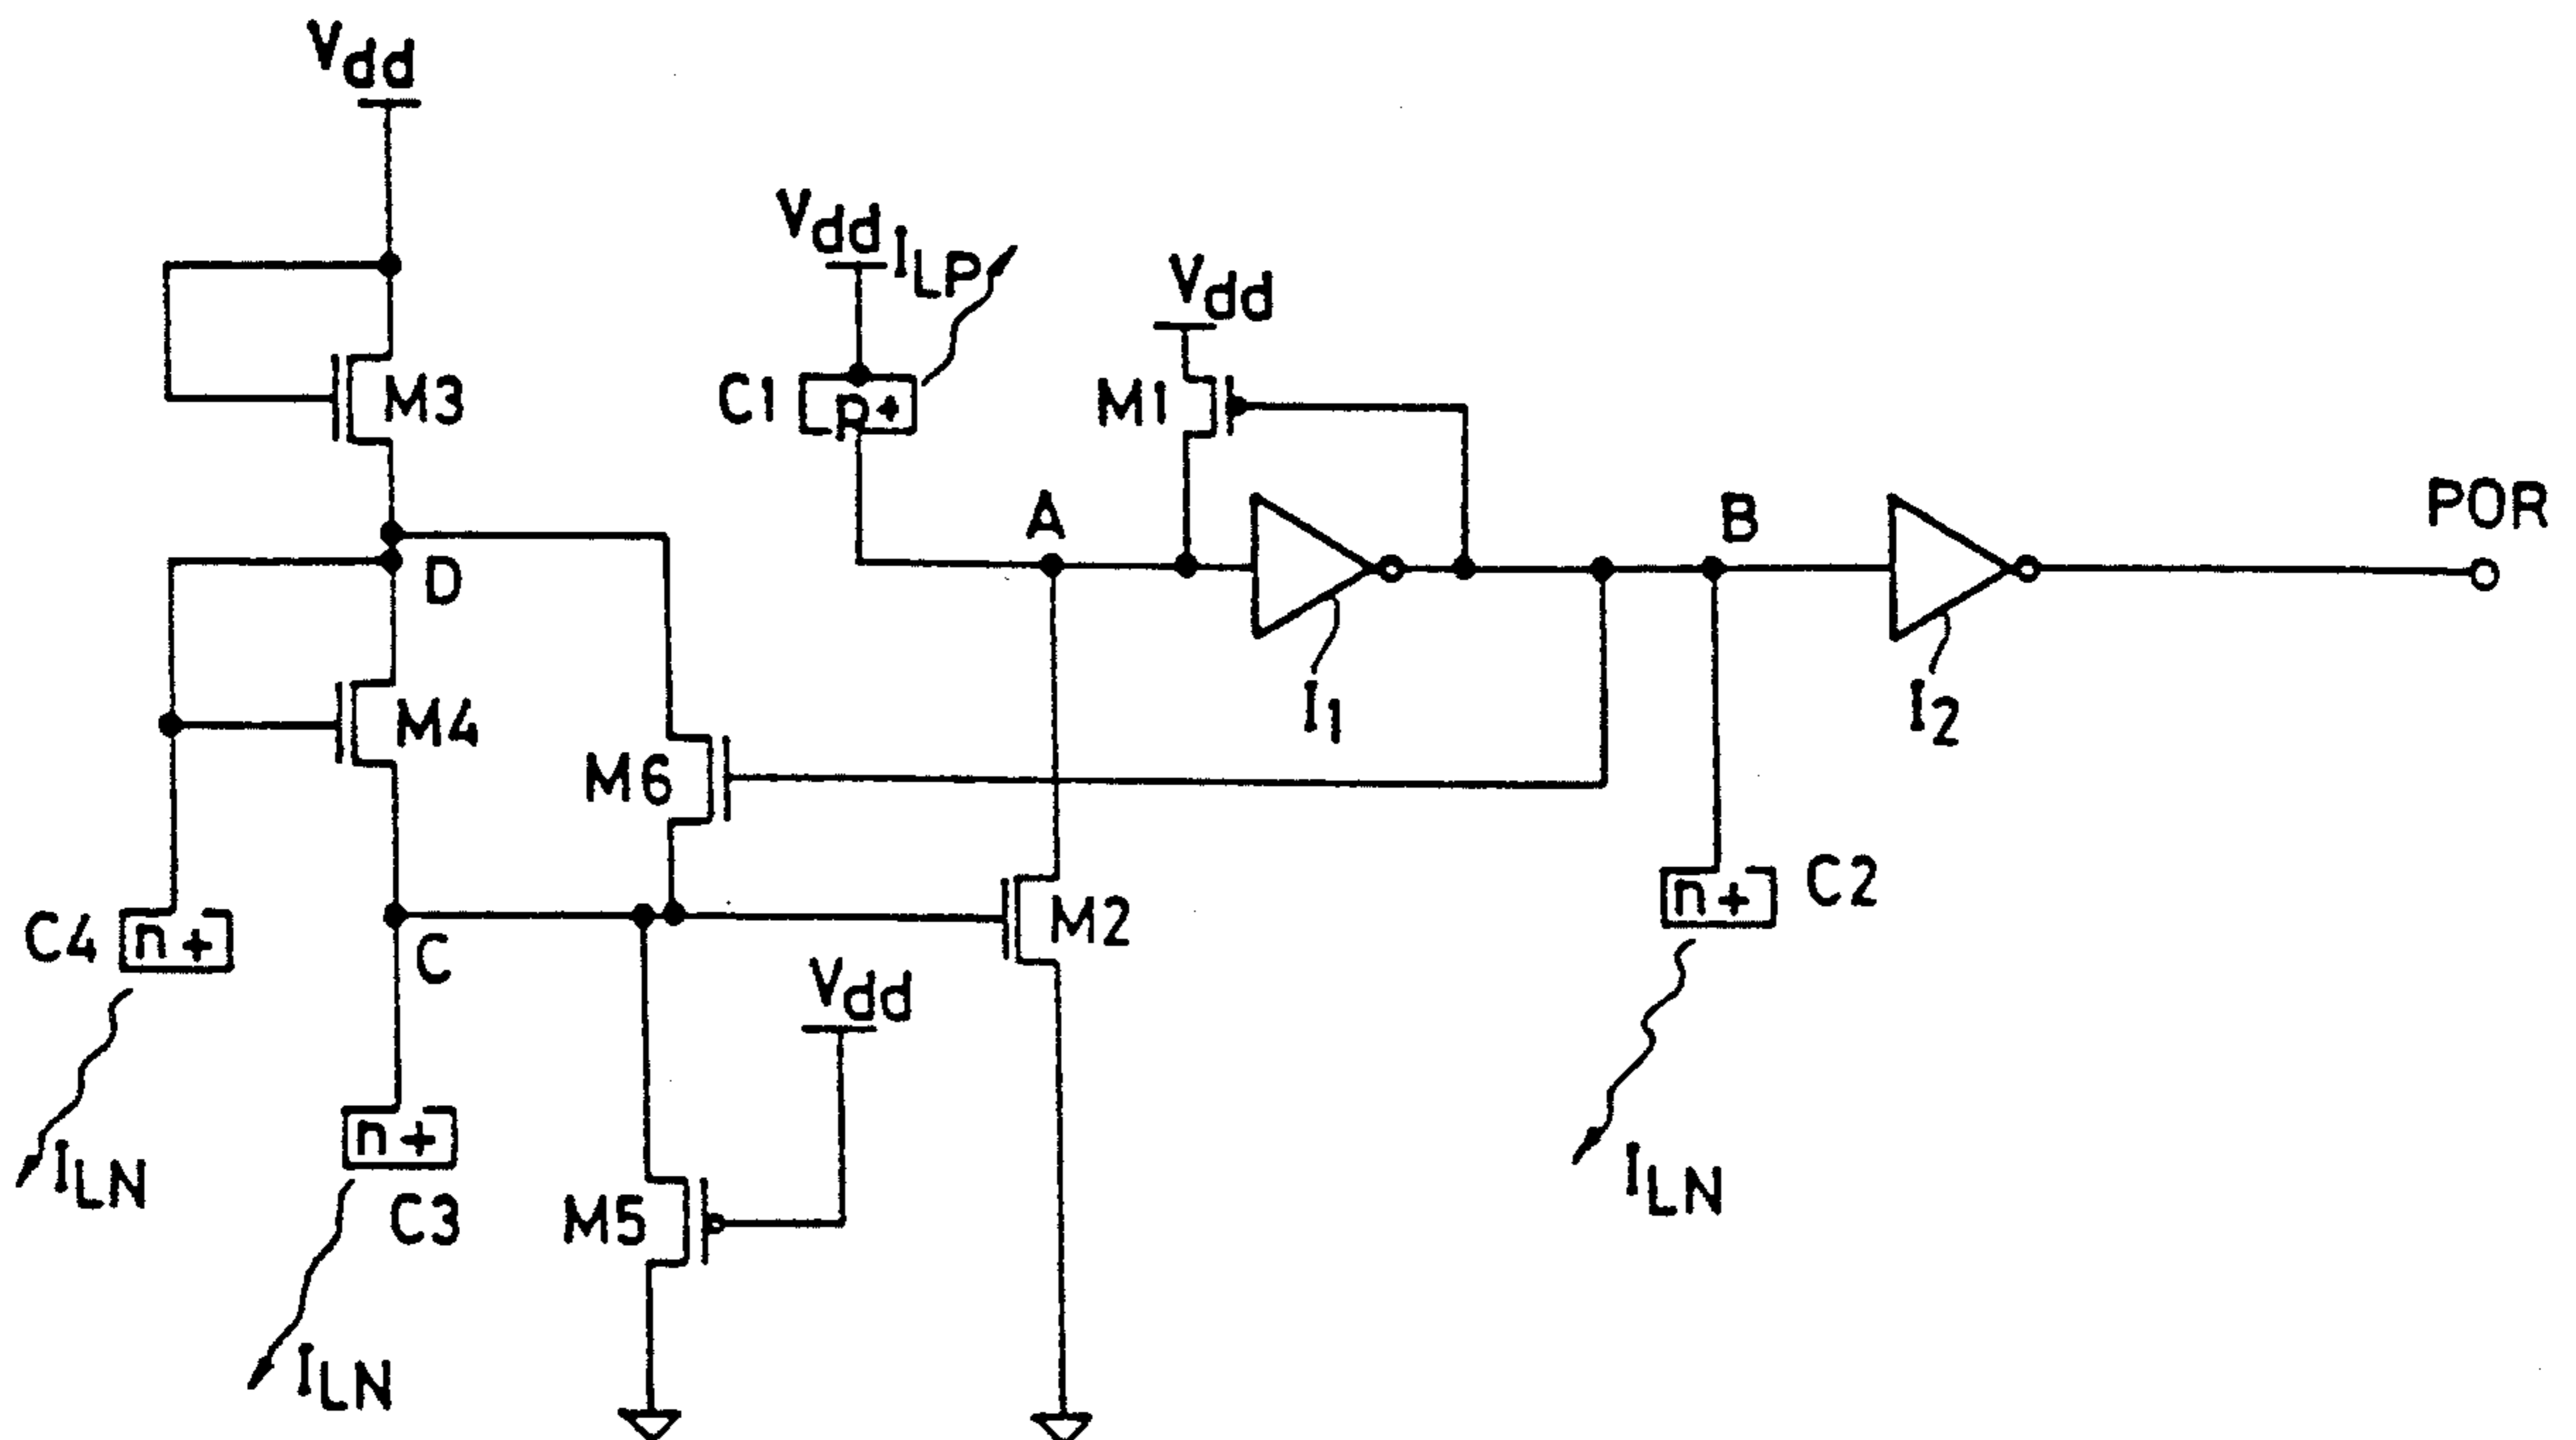 Vdd
Vdd
ILP
Vdd
M3
C1
p+
M1
A
B
POR
D
M4
I1
I2
M6
C4
n+
C
M2
n+
C2
Vdd
ILN
n+
C3
M5
ILN
ILN